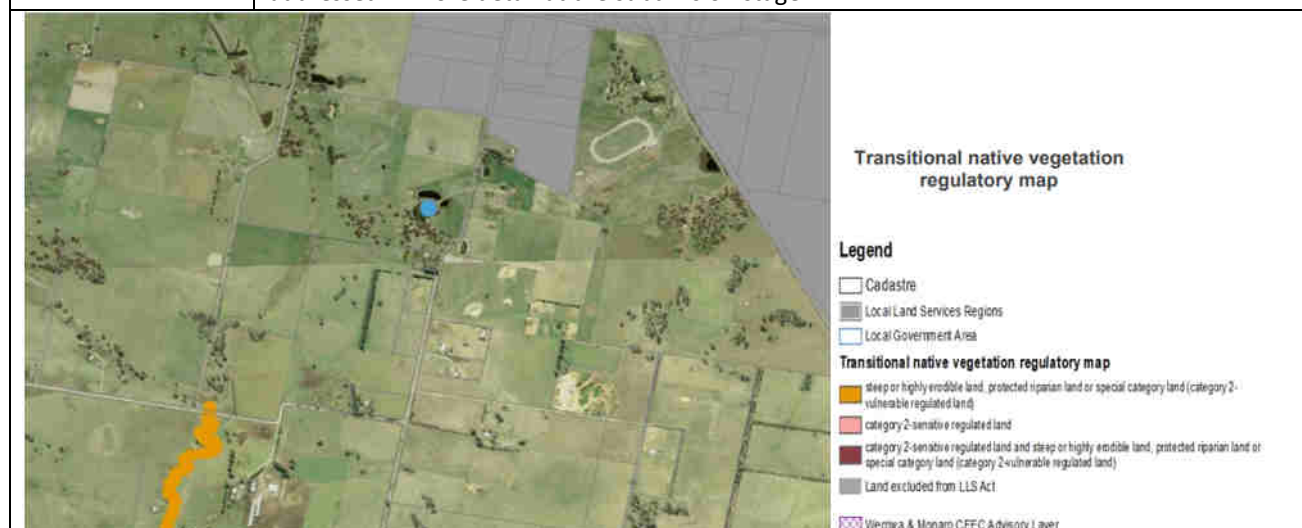 Transitional native vegetation
regulatory map
Legend
Cadastre
Local Land Services Regions
Local Government Area
Transitional native vegetation regulatory map
steep or highly erodible land, protected riparian land or special category land (category 2-
vulnerable regulated land)
category 2-sensitive regulated land
category 2-sensitive regulated land and steep or highly erodible land, protected riparian land or
special category land (category 2-vulnerable regulated land)
Land excluded from LLS Act
Monaro CEEC Advisory Layer